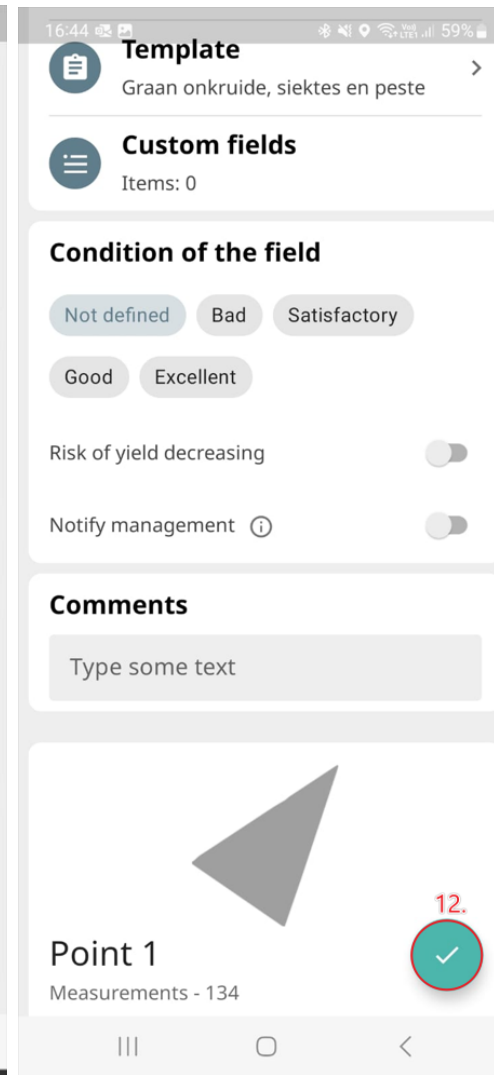 16:44 59%
Template
Graan onkruide, siektes en peste
Custom fields
Items: 0
Condition of the field
Not defined Bad Satisfactory
Good Excellent
Risk of yield decreasing
Notify management
Comments
Type some text
12.
Point 1
Measurements - 134